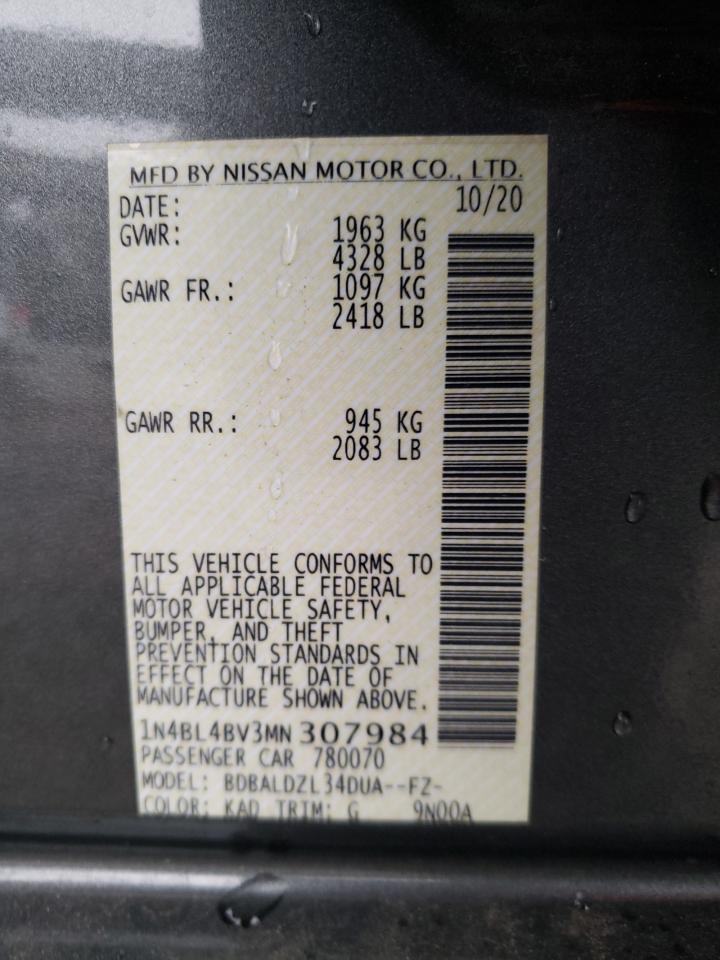 MFD BY NISSAN MOTOR CO., LTD.
DATE: 10/20
GVWR: 1963 KG
4328 LB
GAWR FR.: 1097 KG
2418 LB
GAWR RR.: 945 KG
2083 LB
THIS VEHICLE CONFORMS TO
ALL APPLICABLE FEDERAL
MOTOR VEHICLE SAFETY,
BUMPER, AND THEFT
PREVENTION STANDARDS IN
EFFECT ON THE DATE OF
MANUFACTURE SHOWN ABOVE.
1N4BL4BV3MN307984
PASSENGER CAR 780070
MODEL: BDBALDZL34DUA--FZ-
COLOR: KAD TRIM: G 9N00A